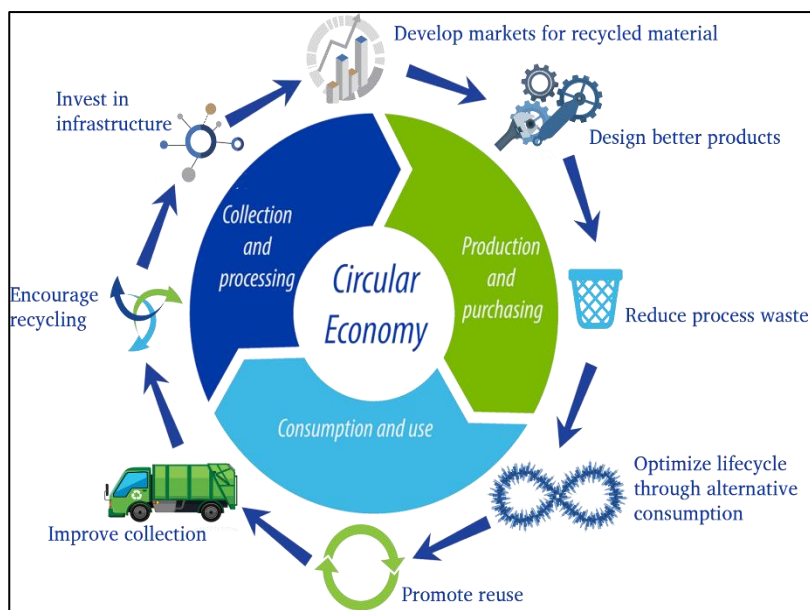 Develop markets for recycled material
Design better products
Reduce process waste
Optimize lifecycle
through alternative
consumption
Promote reuse
Improve collection
Encourage
recycling
Invest in
infrastructure
Collection
and
processing
Production
and
purchasing
Consumption and use
Circular
Economy